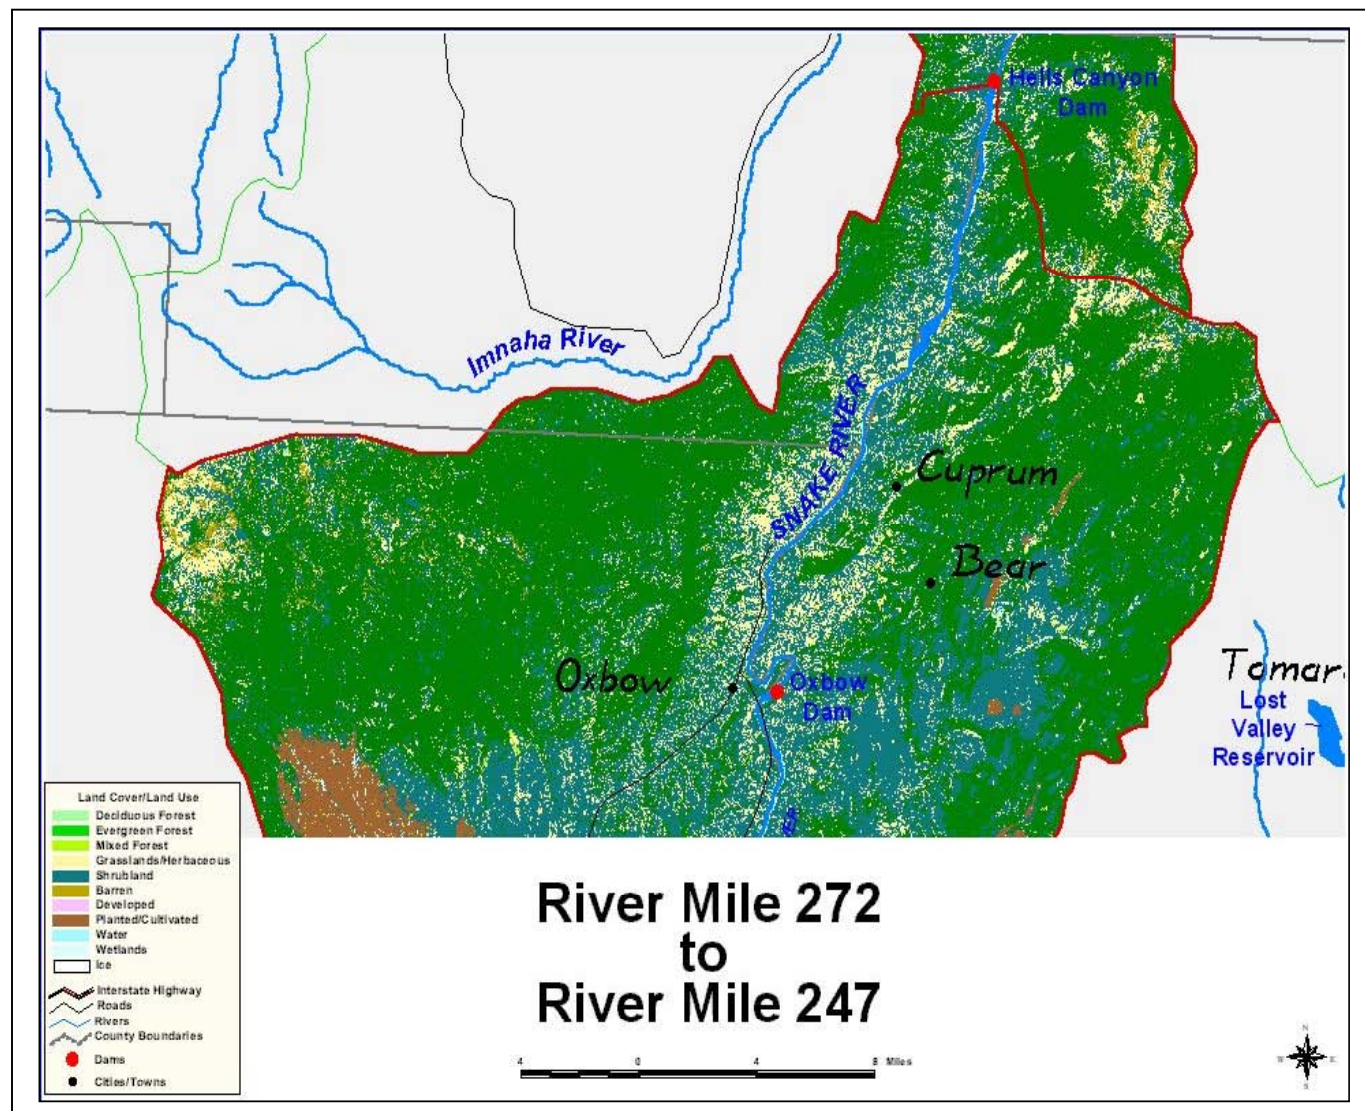 Hells Canyon
Dam
Imnaha River
SNAKE RIVER
Cuprum
Bear
Oxbow
Oxbow
Dam
Tamar
Lost
Valley
Reservoir
Land Cover/Land Use
Deciduous Forest
Evergreen Forest
Mixed Forest
Grasslands/Herbaceous
Shrubland
Barren
Developed
Planted/Cultivated
Water
Wetlands
Ice
Interstate Highway
Roads
Rivers
County Boundaries
Dams
Cities/Towns
River Mile 272
to
River Mile 247
4 0 4 8 Miles
N
W E
S